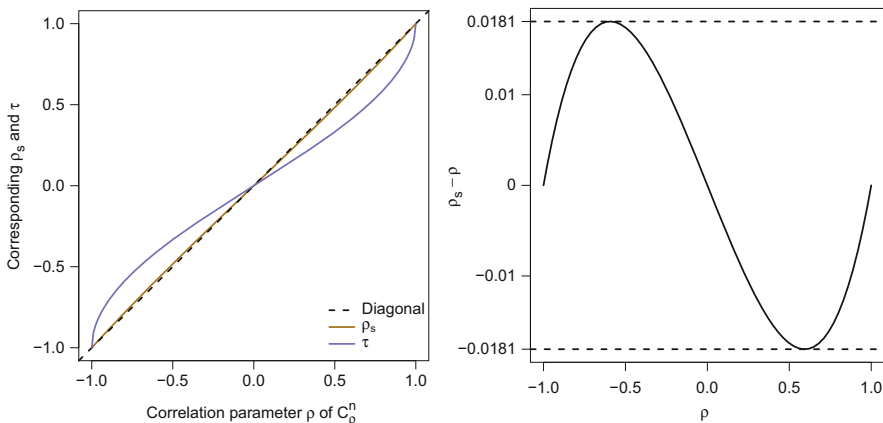 Corresponding ρs and τ
1.0
0.5
0.0
−0.5
−1.0
Diagonal
ρs
τ
−1.0 −0.5 0.0 0.5 1.0
Correlation parameter ρ of Cρn
ρs − ρ
0.0181
0.01
0
−0.01
−0.0181
−1.0 −0.5 0.0 0.5 1.0
ρ